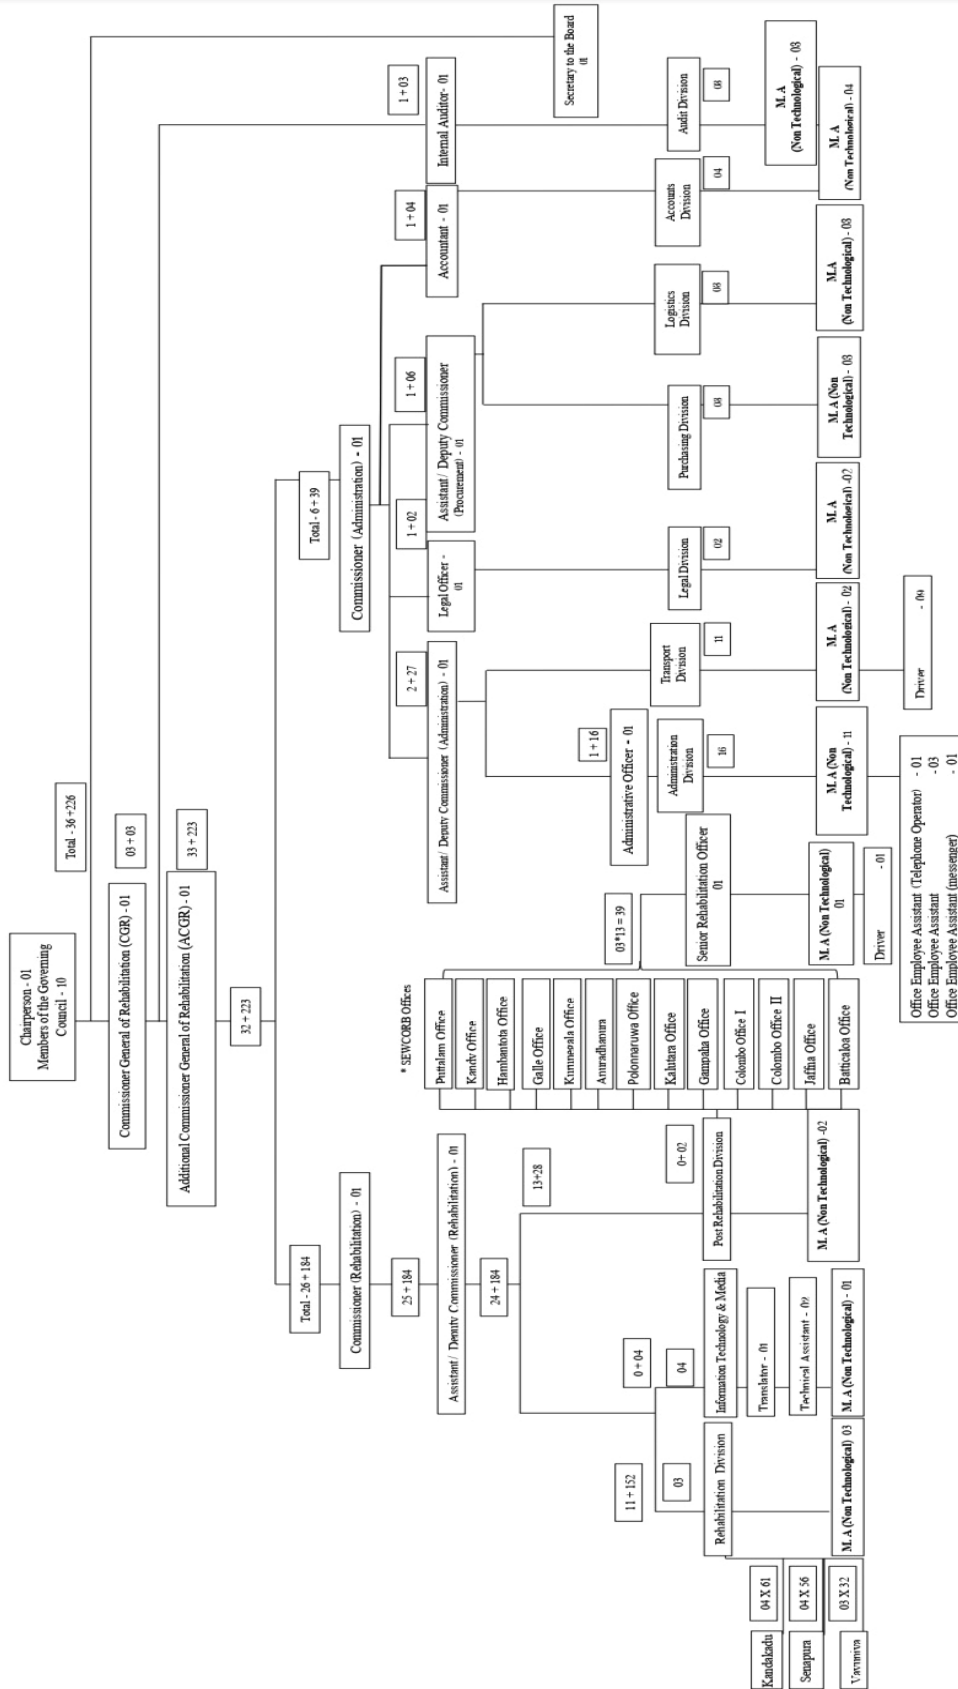 Chairperson - 01
Members of the Governing
Council - 10
Total - 36 +226
Secretary to the Board
01
Commissioner General of Rehabilitation (CGR) - 01
03 + 03
Additional Commissioner General of Rehabilitation (ACGR) - 01
33 + 223
32 + 223
Total - 26 + 184
Commissioner (Rehabilitation) - 01
25 + 184
Assistant/ Deputy Commissioner (Rehabilitation) - 01
24 + 184
Total - 6 + 39
Commissioner (Administration) - 01
2 + 27
Assistant/ Deputy Commissioner (Administration) - 01
1 + 02
Legal Officer -
01
1 + 06
Assistant/ Deputy Commissioner
(Procurement) - 01
1 + 04
Accountant - 01
1 + 03
Internal Auditor- 01
* SEWCORB Offices
Puttalam Office
Kandy Office
Hambantota Office
Galle Office
Kurunegala Office
Anuradhapura
Polonnaruwa Office
Kalutara Office
Gampaha Office
Colombo Office I
Colombo Office II
Jaffna Office
Batticaloa Office
13+28
0 + 04
11 + 152
03
Rehabilitation Division
M. A (Non Technological) 03
04
Information Technology & Media
Translator - 01
Technical Assistant - 02
M. A (Non Technological) - 01
0 + 02
Post Rehabilitation Division
M. A (Non Technological) -02
Kandakadu
04 X 61
Senapura
04 X 56
Vavuniya
03 X 32
03*13 = 39
Senior Rehabilitation Officer
01
M. A (Non Technological)
01
Driver - 01
1 + 16
Administrative Officer - 01
Administration
Division
16
M. A (Non
Technological) - 11
Office Employee Assistant (Telephone Operator) - 01
Office Employee Assistant - 03
Office Employee Assistant (messenger) - 01
Transport
Division
11
M. A
(Non Technological) - 02
Driver - 09
Legal Division
02
M. A
(Non Technological) -02
Purchasing Division
03
M. A (Non
Technological) - 03
Logistics
Division
03
M.A
(Non Technological) - 03
Accounts
Division
04
M. A
(Non Technological) - 04
Audit Division
03
M. A
(Non Technological) - 03